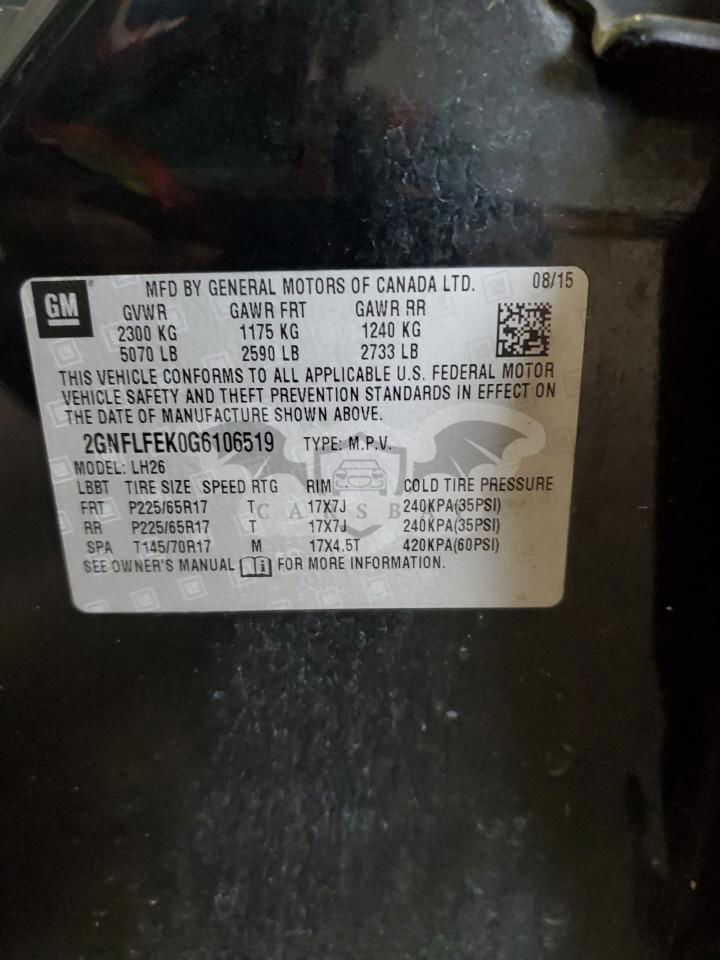 GM
MFD BY GENERAL MOTORS OF CANADA LTD. 08/15
GVWR GAWR FRT GAWR RR
2300 KG 1175 KG 1240 KG
5070 LB 2590 LB 2733 LB
THIS VEHICLE CONFORMS TO ALL APPLICABLE U.S. FEDERAL MOTOR
VEHICLE SAFETY AND THEFT PREVENTION STANDARDS IN EFFECT ON
THE DATE OF MANUFACTURE SHOWN ABOVE.
2GNFLFEK0G6106519 TYPE: M.P.V.
MODEL: LH26
LBBT TIRE SIZE SPEED RTG RIM COLD TIRE PRESSURE
FRT P225/65R17 T 17X7J 240KPA(35PSI)
RR P225/65R17 T 17X7J 240KPA(35PSI)
SPA T145/70R17 M 17X4.5T 420KPA(60PSI)
SEE OWNER'S MANUAL FOR MORE INFORMATION.